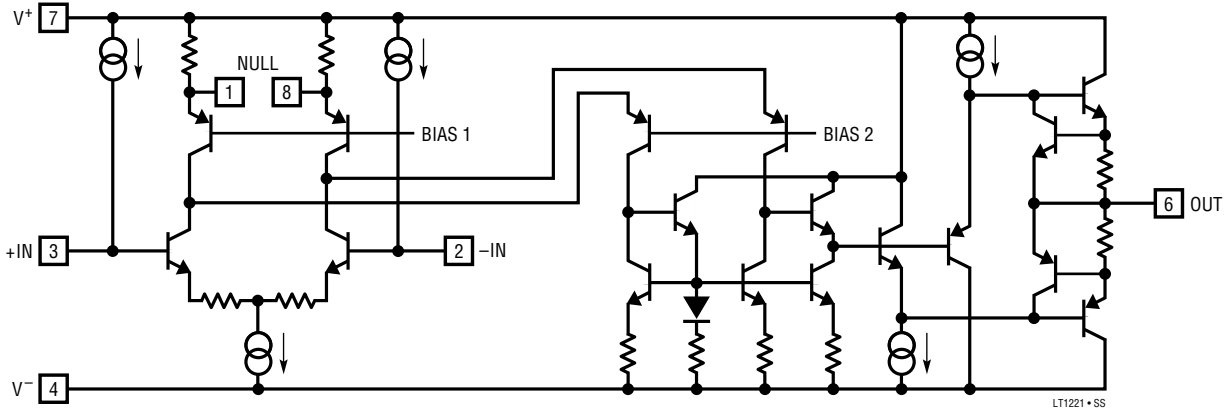 V+ 7
NULL
1 8
BIAS 1
BIAS 2
+IN 3
2 –IN
6 OUT
V– 4
LT1221 • SS